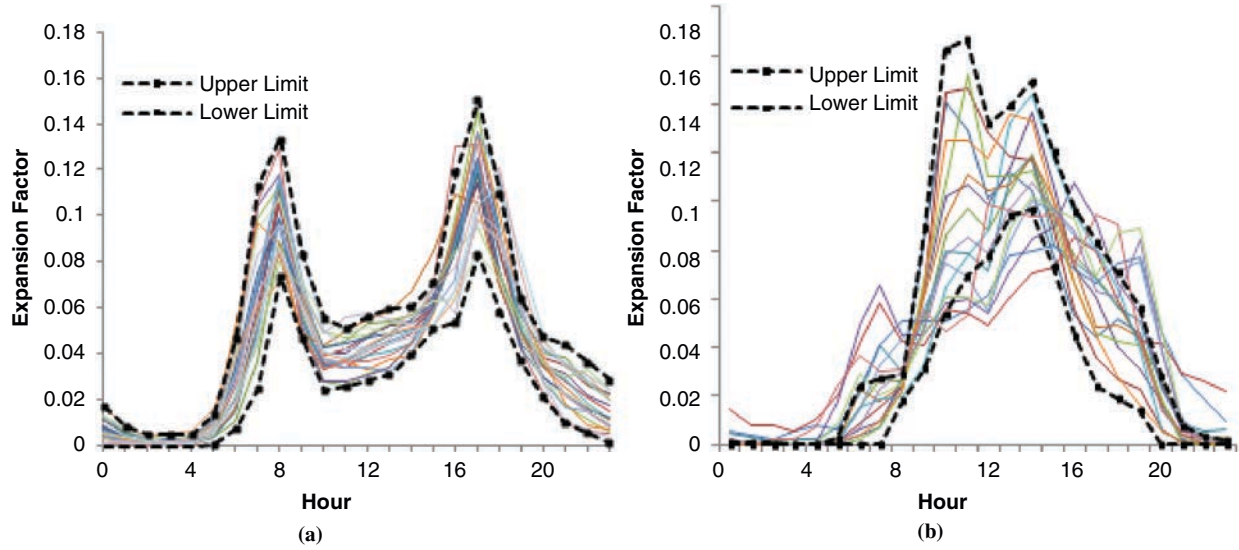 0.18
0.16
0.14
0.12
0.1
0.08
0.06
0.04
0.02
0
Expansion Factor
Upper Limit
Lower Limit
0 4 8 12 16 20
Hour
(a)
0.18
0.16
0.14
0.12
0.1
0.08
0.06
0.04
0.02
0
Expansion Factor
Upper Limit
Lower Limit
0 4 8 12 16 20
Hour
(b)